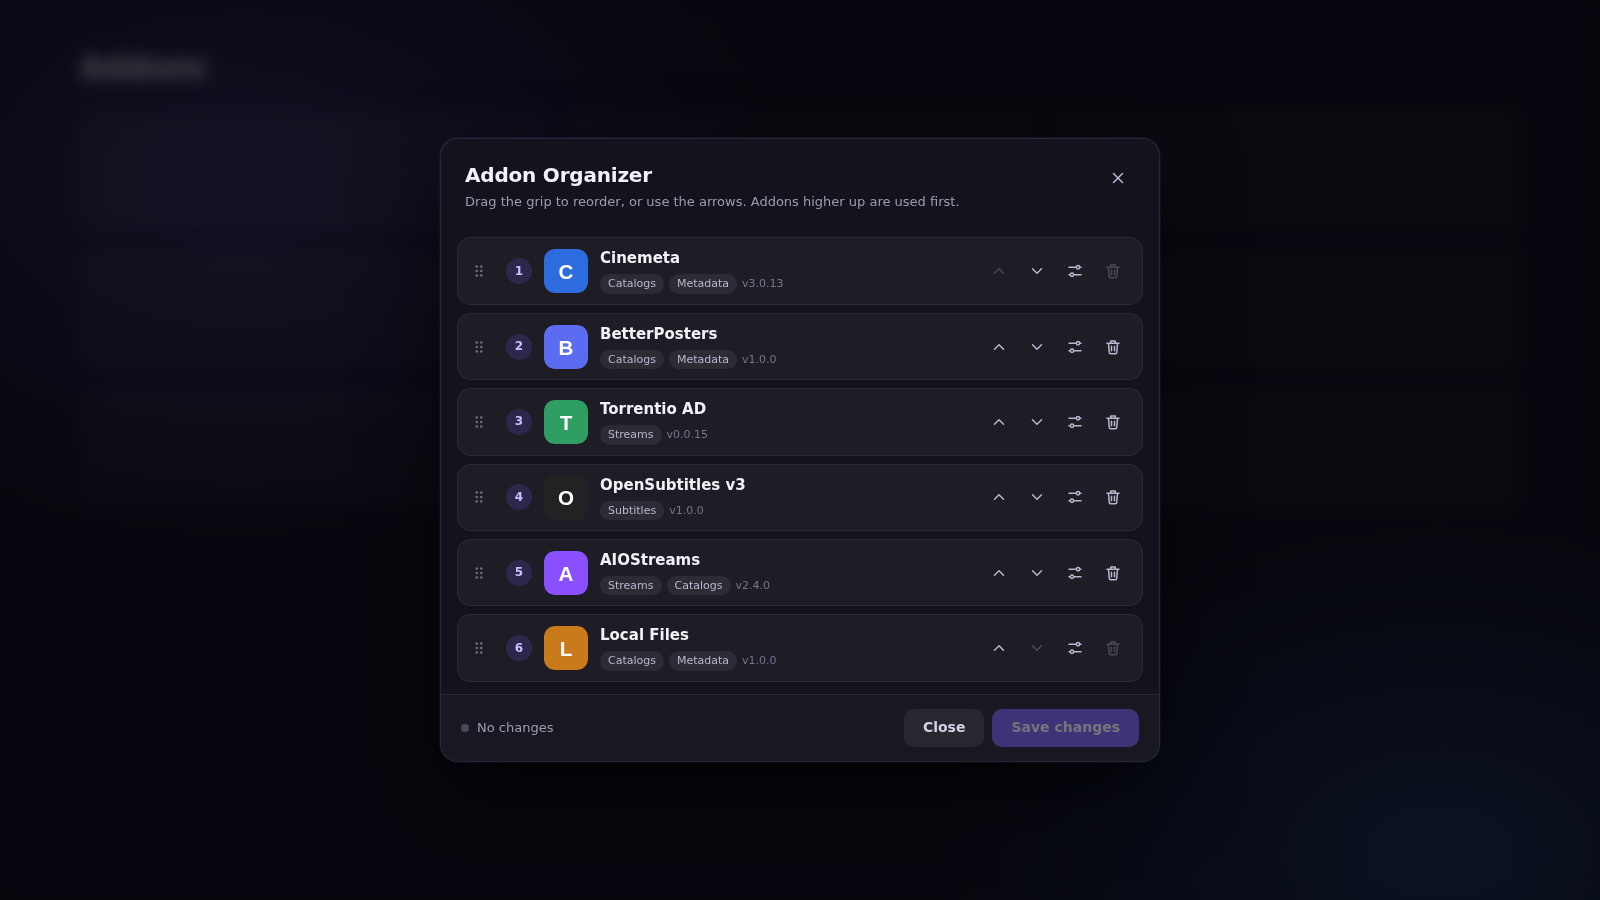 Addons
Addon Organizer
Drag the grip to reorder, or use the arrows. Addons higher up are used first.
1
C
Cinemeta
Catalogs Metadata v3.0.13
2
B
BetterPosters
Catalogs Metadata v1.0.0
3
T
Torrentio AD
Streams v0.0.15
4
O
OpenSubtitles v3
Subtitles v1.0.0
5
A
AIOStreams
Streams Catalogs v2.4.0
6
L
Local Files
Catalogs Metadata v1.0.0
No changes
Close
Save changes